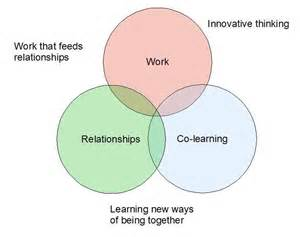 Innovative thinking
Work that feeds
relationships
Work
Relationships
Co-learning
Learning new ways
of being together